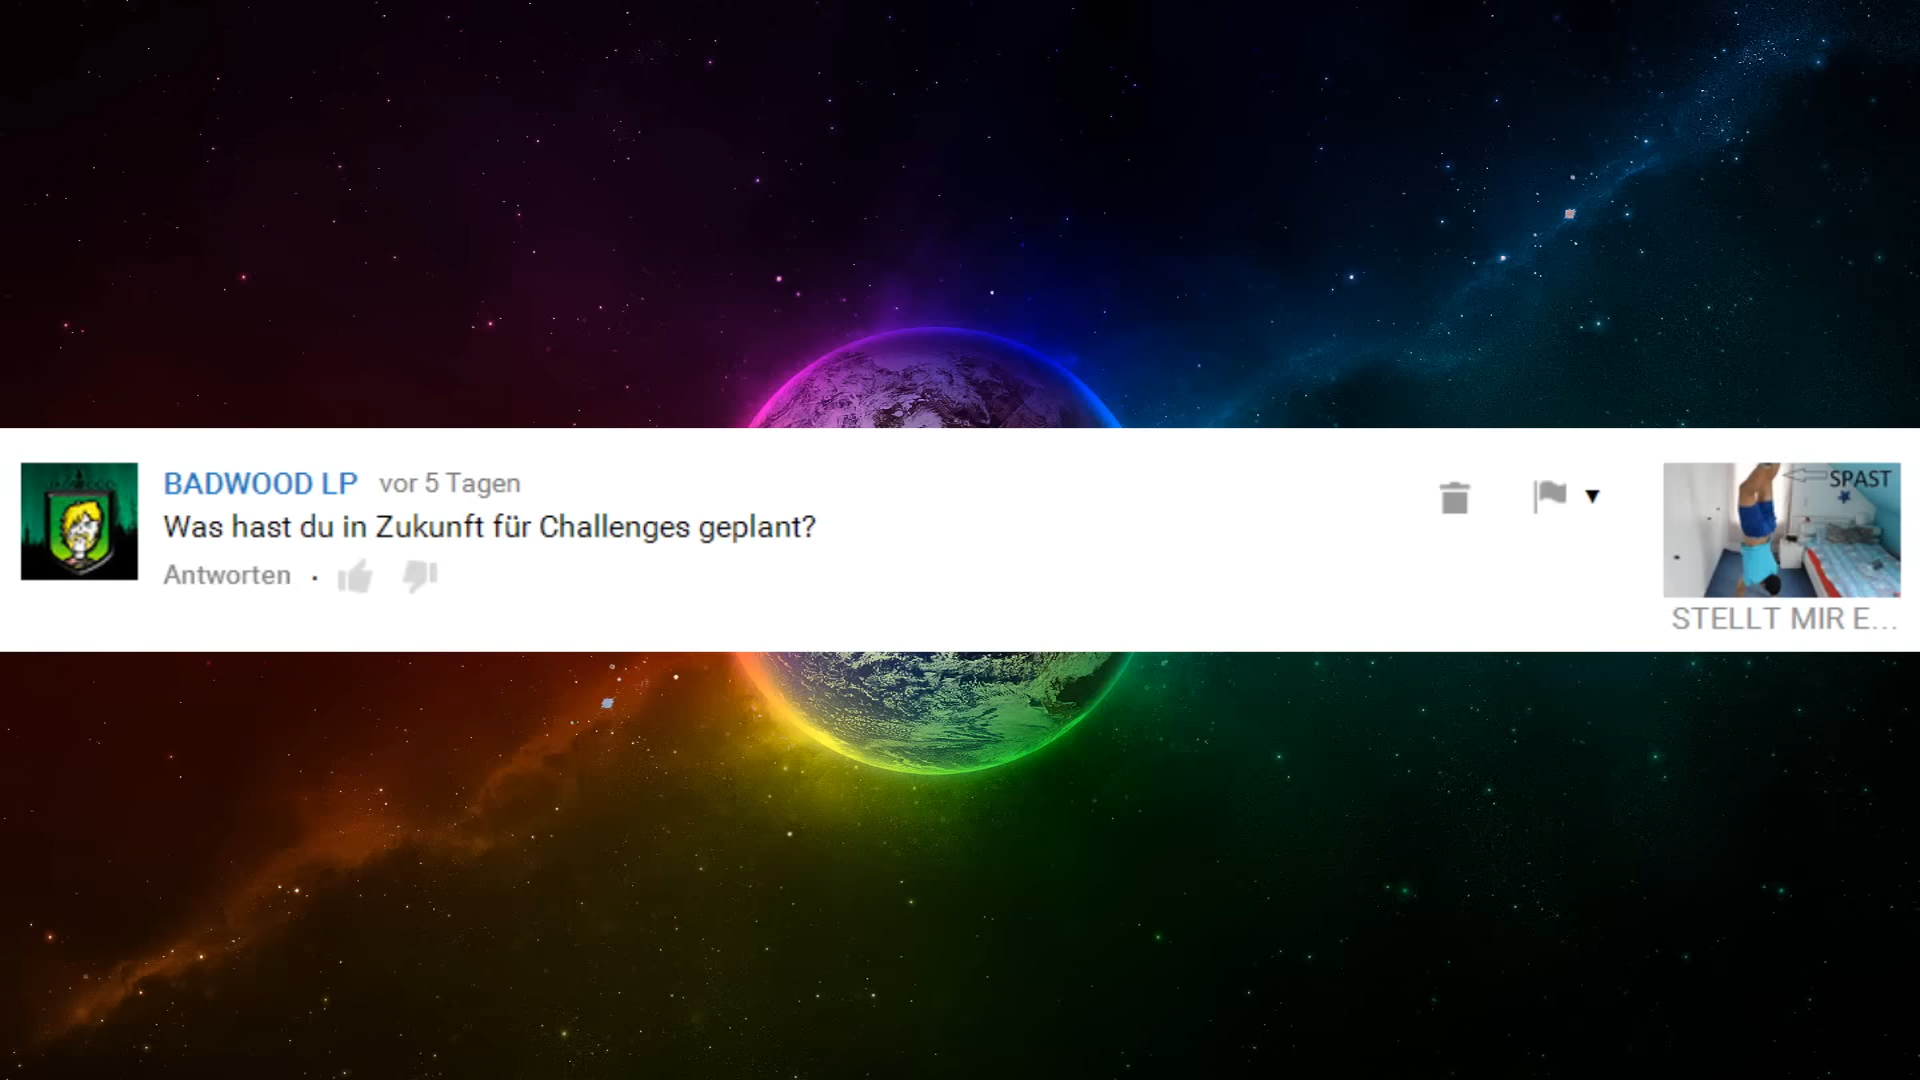 BADWOOD LP vor 5 Tagen
Was hast du in Zukunft für Challenges geplant?
Antworten ·
SPAST
STELLT MIR E...